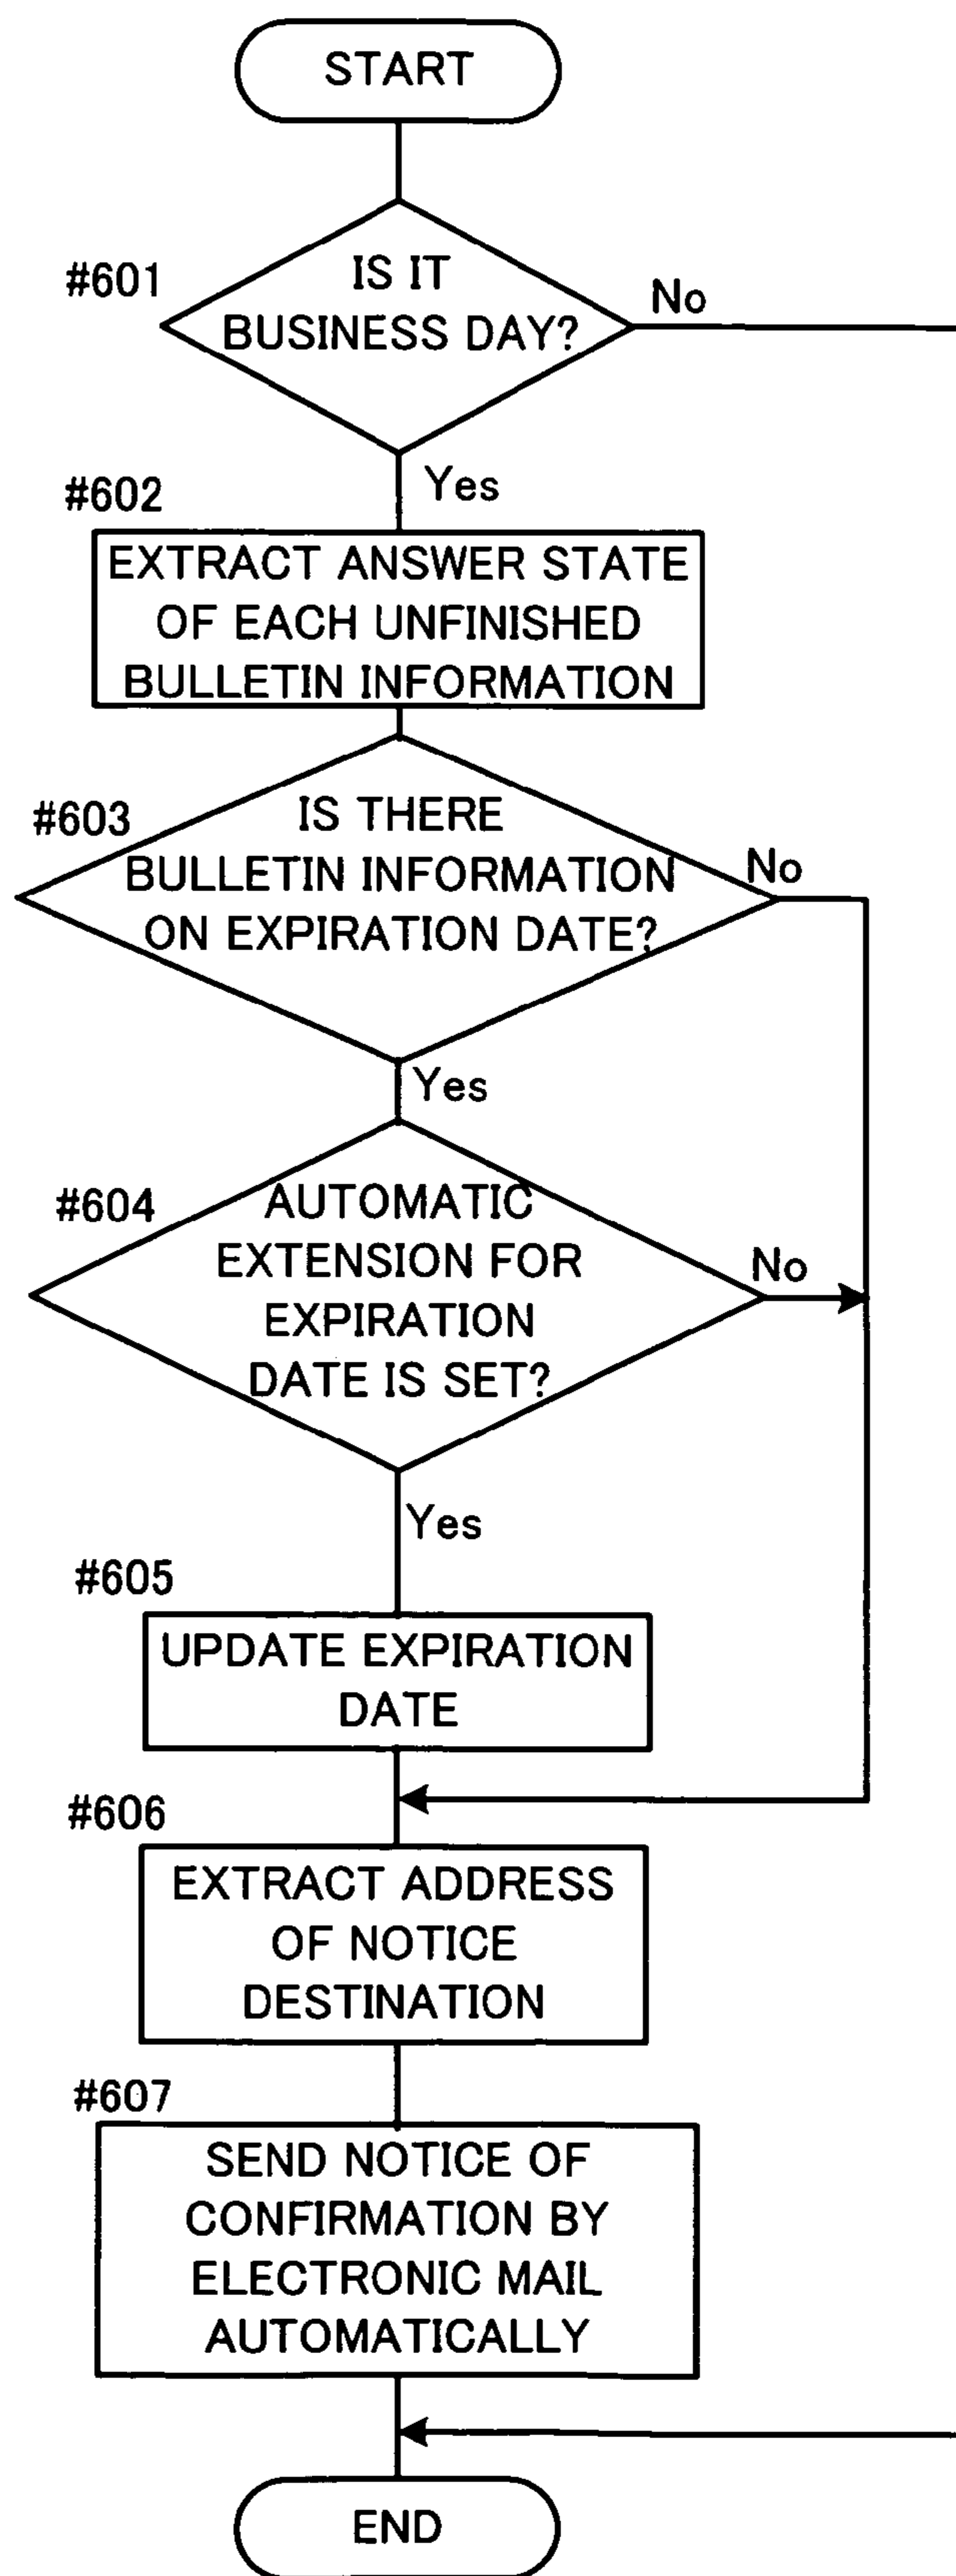 START
#601
IS IT
BUSINESS DAY?
No
Yes
#602
EXTRACT ANSWER STATE
OF EACH UNFINISHED
BULLETIN INFORMATION
#603
IS THERE
BULLETIN INFORMATION
ON EXPIRATION DATE?
No
Yes
#604
AUTOMATIC
EXTENSION FOR
EXPIRATION
DATE IS SET?
No
Yes
#605
UPDATE EXPIRATION
DATE
#606
EXTRACT ADDRESS
OF NOTICE
DESTINATION
#607
SEND NOTICE OF
CONFIRMATION BY
ELECTRONIC MAIL
AUTOMATICALLY
END